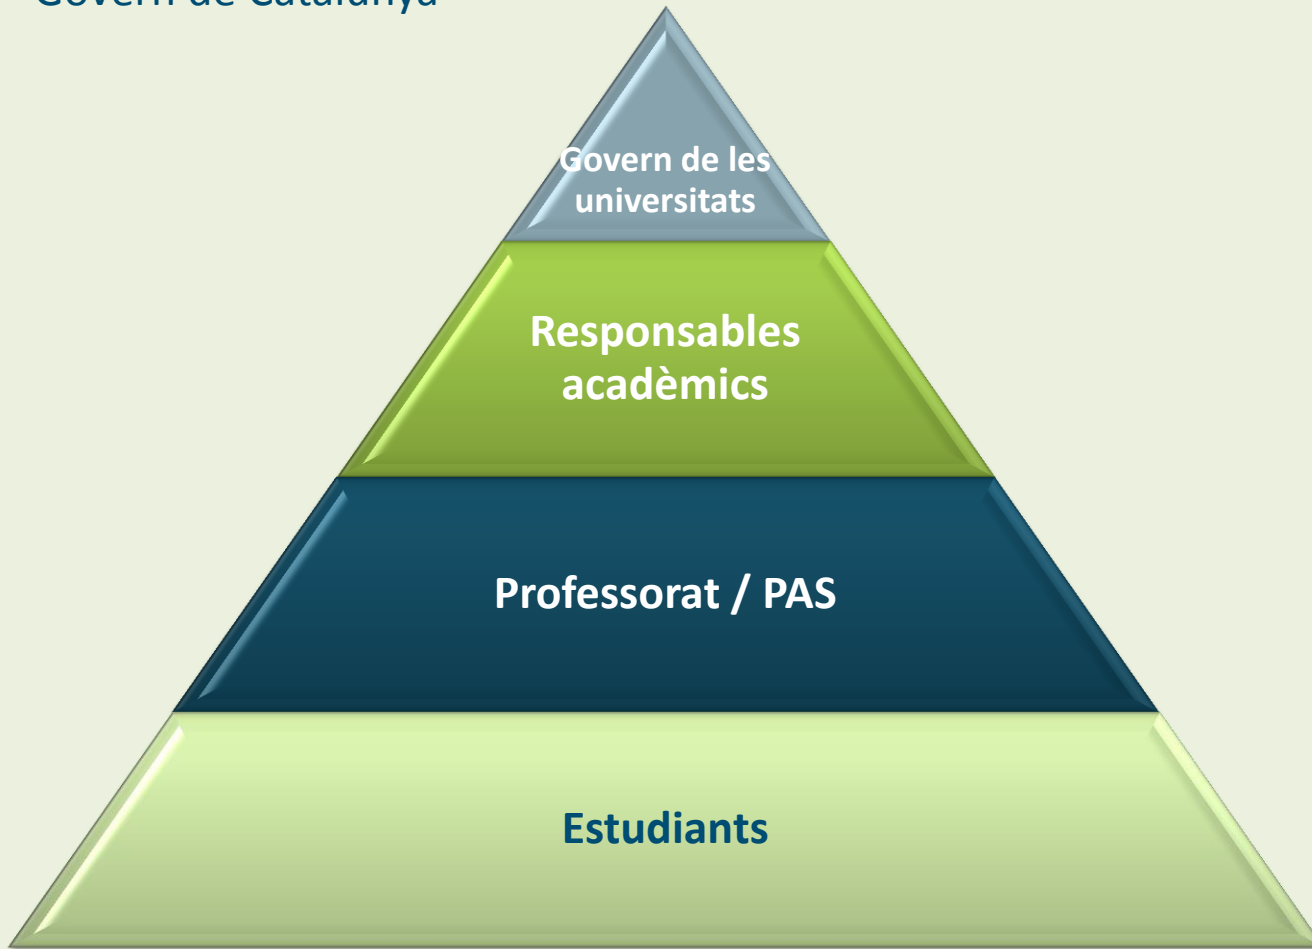 Govern de Catalunya
Govern de les
universitats
Responsables
acadèmics
Professorat / PAS
Estudiants